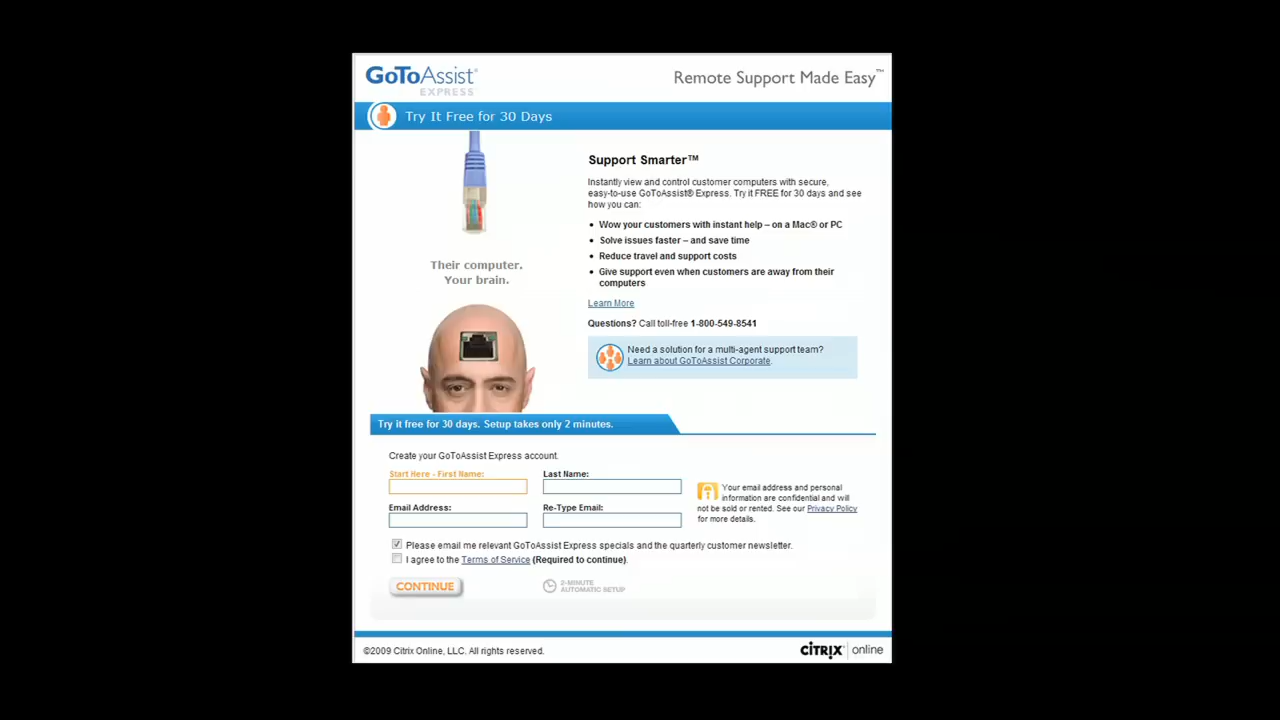 GoToAssist®
EXPRESS
Remote Support Made Easy™
Try It Free for 30 Days
Support Smarter™
Instantly view and control customer computers with secure,
easy-to-use GoToAssist® Express. Try it FREE for 30 days and see
how you can:
• Wow your customers with instant help – on a Mac® or PC
• Solve issues faster – and save time
• Reduce travel and support costs
• Give support even when customers are away from their
computers
Their computer.
Your brain.
Learn More
Questions? Call toll-free 1-800-549-8541
Need a solution for a multi-agent support team?
Learn about GoToAssist Corporate.
Try it free for 30 days. Setup takes only 2 minutes.
Create your GoToAssist Express account.
Start Here - First Name:
Last Name:
Email Address:
Re-Type Email:
Your email address and personal
information are confidential and will
not be sold or rented. See our Privacy Policy
for more details.
Please email me relevant GoToAssist Express specials and the quarterly customer newsletter.
I agree to the Terms of Service (Required to continue).
CONTINUE
2-MINUTE
AUTOMATIC SETUP
©2009 Citrix Online, LLC. All rights reserved.
CITRIX online